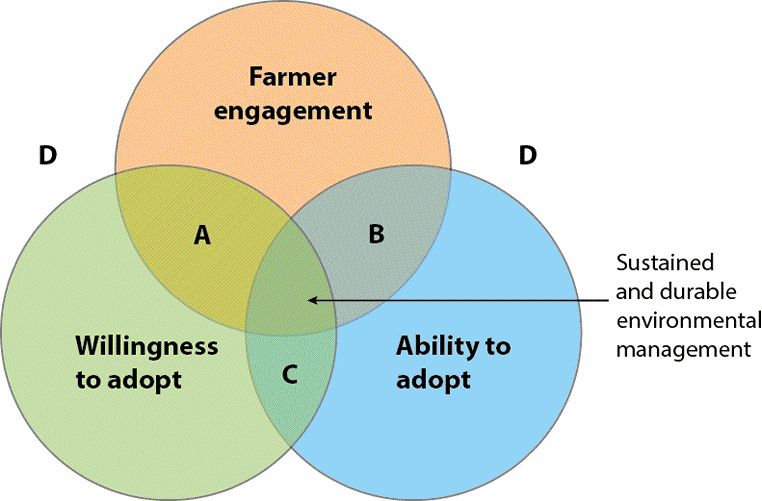 Farmer
engagement
D
D
A
B
Sustained
and durable
environmental
management
Willingness
to adopt
Ability to
adopt
C